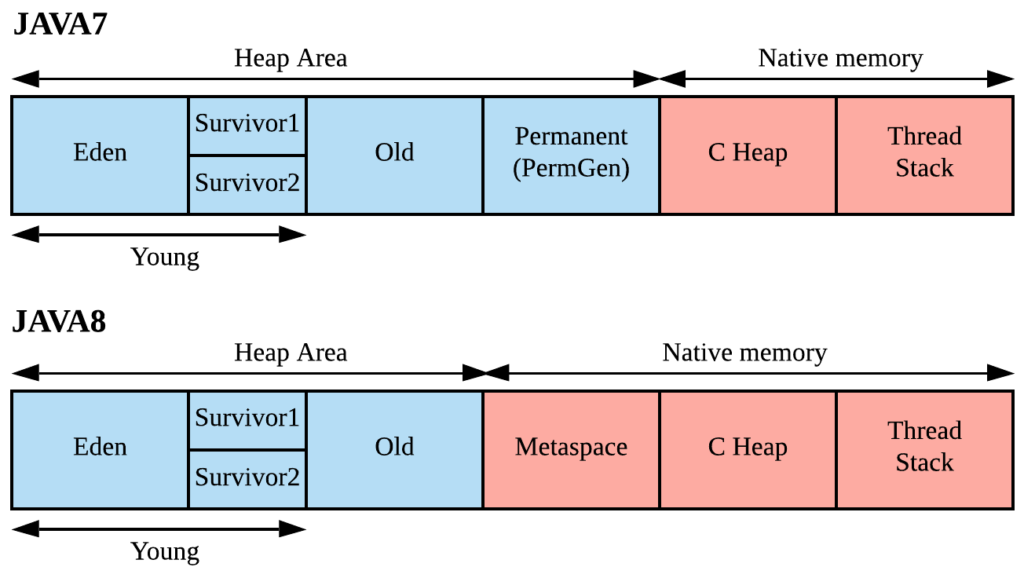 JAVA7
Heap Area
Native memory
Eden
Survivor1
Survivor2
Old
Permanent
(PermGen)
C Heap
Thread
Stack
Young
JAVA8
Heap Area
Native memory
Eden
Survivor1
Survivor2
Old
Metaspace
C Heap
Thread
Stack
Young